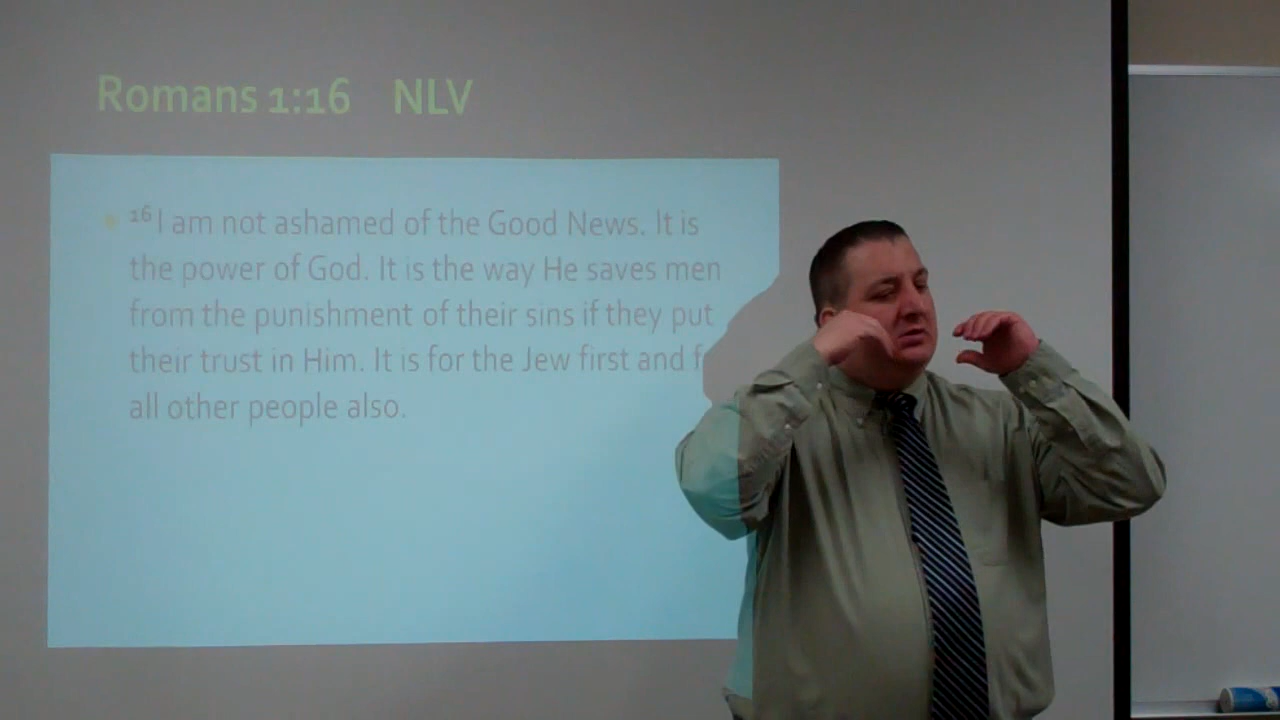 Romans 1:16 NLV
16 I am not ashamed of the Good News. It is
the power of God. It is the way He saves men
from the punishment of their sins if they put
their trust in Him. It is for the Jew first and f
all other people also.